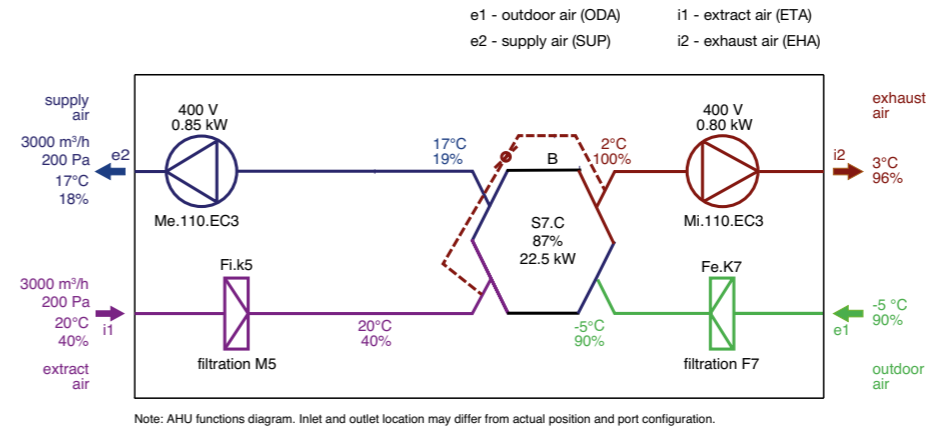 e1 - outdoor air (ODA)
i1 - extract air (ETA)
e2 - supply air (SUP)
i2 - exhaust air (EHA)
supply
air
3000 m³/h
200 Pa
17°C
18%
e2
400 V
0.85 kW
Me.110.EC3
17°C
19%
B
2°C
100%
400 V
0.80 kW
Mi.110.EC3
exhaust
air
i2
3°C
96%
S7.C
87%
22.5 kW
3000 m³/h
200 Pa
20°C
40%
i1
extract
air
Fi.k5
filtration M5
20°C
40%
-5°C
90%
Fe.K7
filtration F7
-5 °C
90%
e1
outdoor
air
Note: AHU functions diagram. Inlet and outlet location may differ from actual position and port configuration.